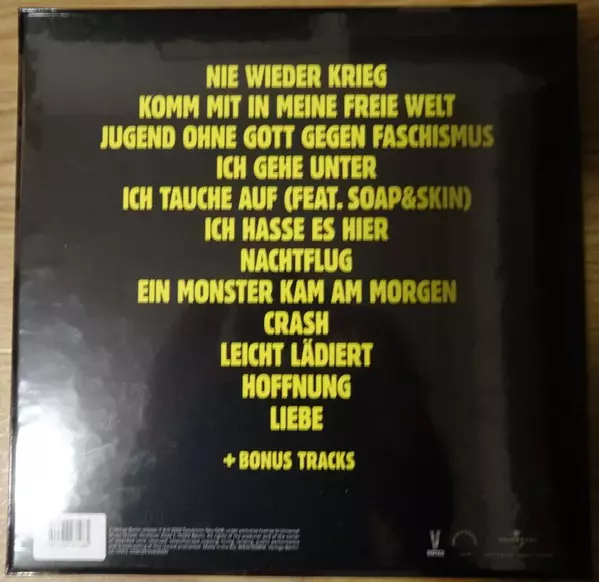 NIE WIEDER KRIEG
KOMM MIT IN MEINE FREIE WELT
JUGEND OHNE GOTT GEGEN FASCHISMUS
ICH GEHE UNTER
ICH TAUCHE AUF (FEAT. SOAP&SKIN)
ICH HASSE ES HIER
NACHTFLUG
EIN MONSTER KAM AM MORGEN
CRASH
LEICHT LÄDIERT
HOFFNUNG
LIEBE
+ BONUS TRACKS